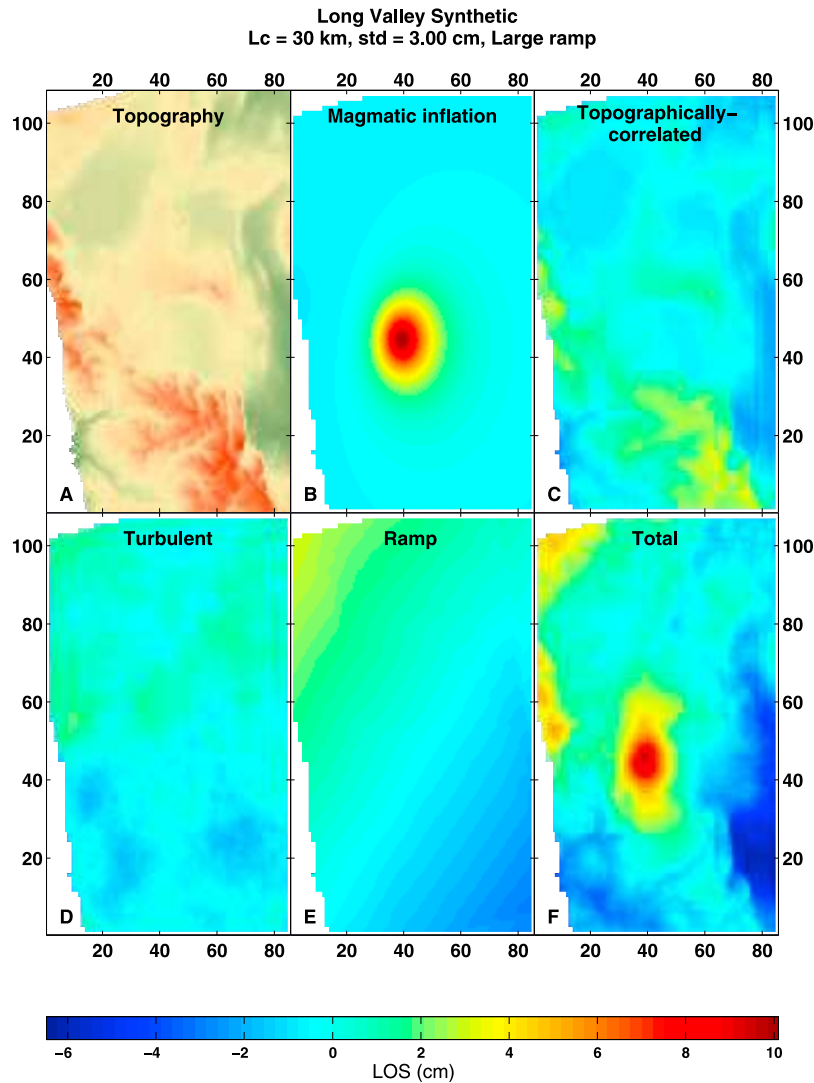 Long Valley Synthetic
Lc = 30 km, std = 3.00 cm, Large ramp
20 40 60 80 20 40 60 80 20 40 60 80
Topography Magmatic inflation Topographically−
correlated
100 100
80 80
60 60
40 40
20 20
A B C
Turbulent Ramp Total
100 100
80 80
60 60
40 40
20 20
D E F
20 40 60 80 20 40 60 80 20 40 60 80
−6 −4 −2 0 2 4 6 8 10
LOS (cm)